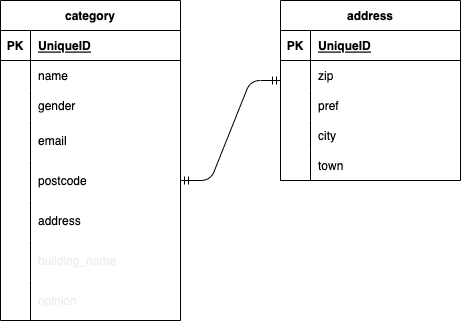 category
PK UniqueID
name
gender
email
postcode
address
building_name
opinion
address
PK UniqueID
zip
pref
city
town